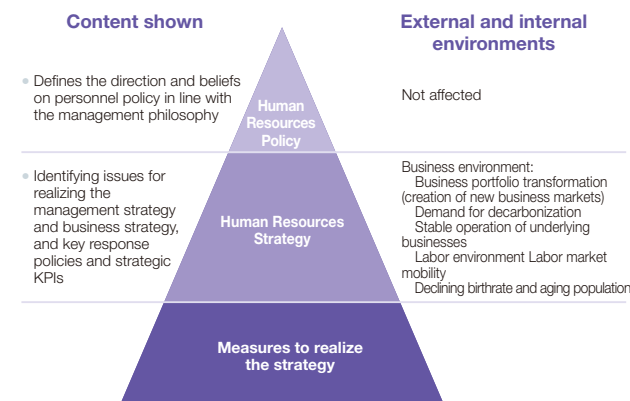 Content shown
External and internal
environments
• Defines the direction and beliefs
on personnel policy in line with
the management philosophy
Human
Resources
Policy
Not affected
• Identifying issues for
realizing the
management strategy
and business strategy,
and key response
policies and strategic
KPIs
Human Resources
Strategy
Business environment:
Business portfolio transformation
(creation of new business markets)
Demand for decarbonization
Stable operation of underlying
businesses
Labor environment Labor market
mobility
Declining birthrate and aging population
Measures to realize
the strategy